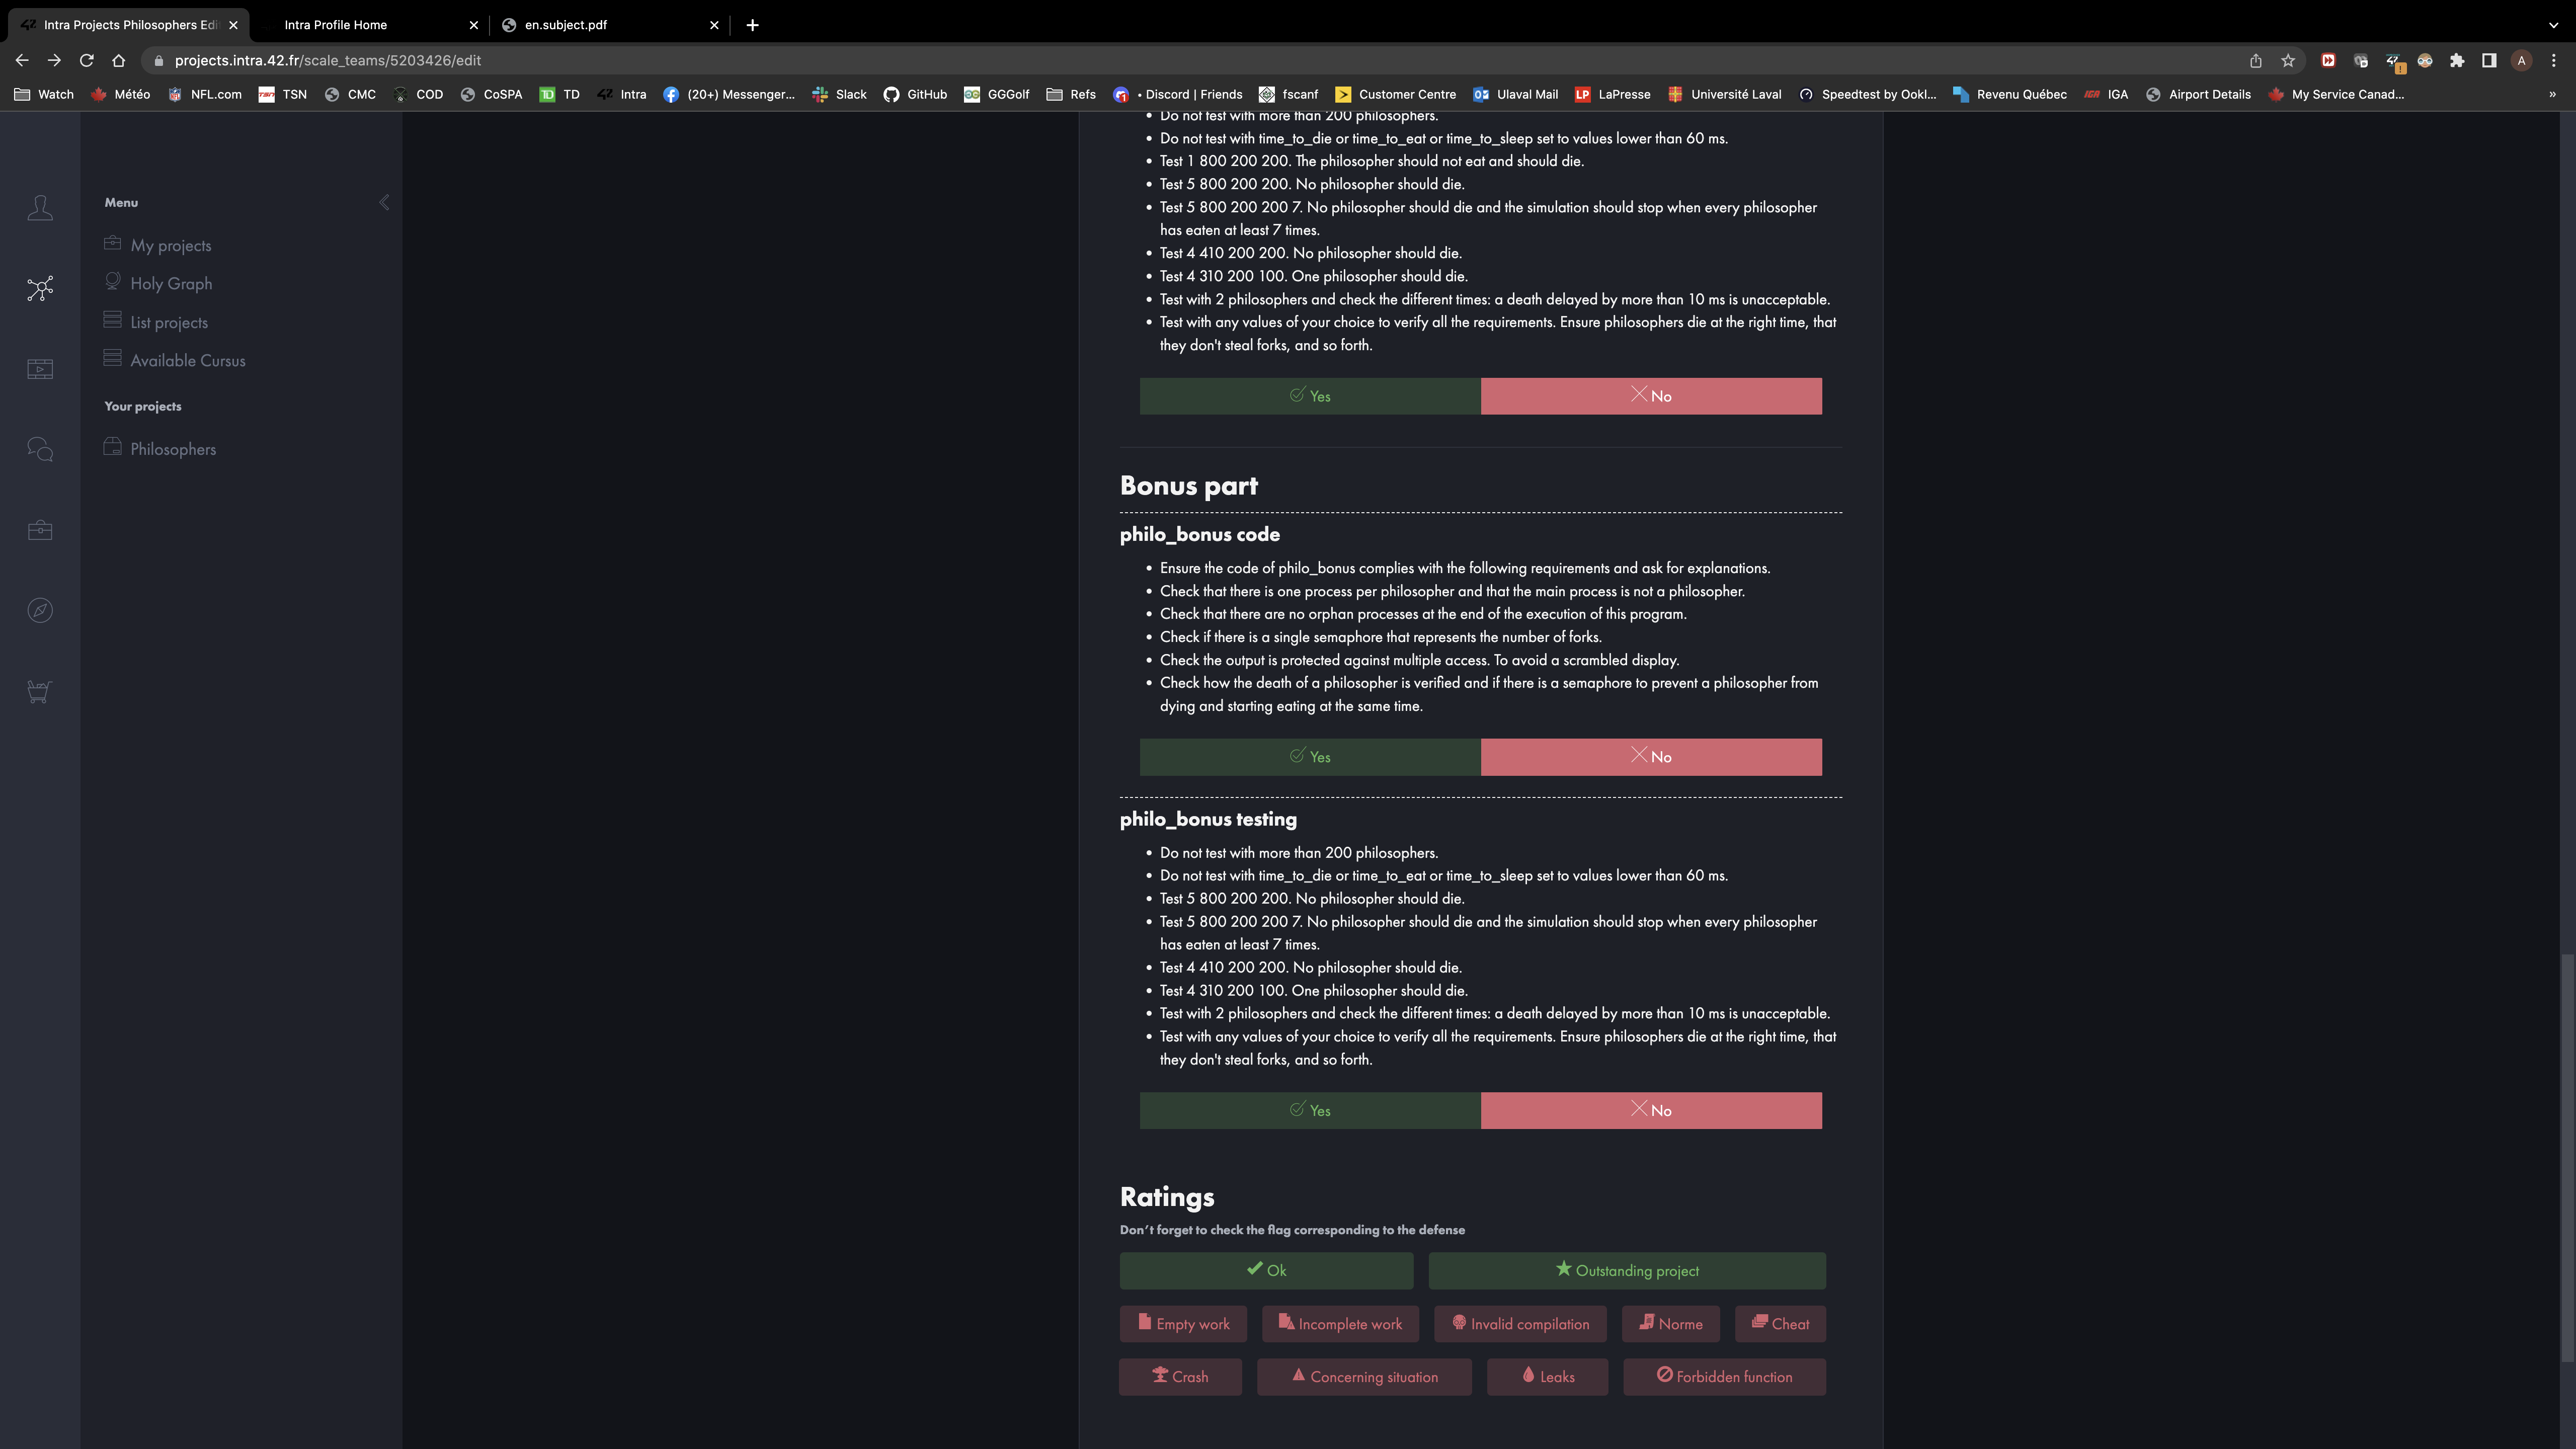 Intra Projects Philosophers Edi
Intra Profile Home
en.subject.pdf
projects.intra.42.fr/scale_teams/5203426/edit
A
Watch
Météo
NFL.com
TSN
CMC
COD
CoSPA
TD
Intra
(20+) Messenger...
Slack
GitHub
GGGolf
Refs
• Discord | Friends
fscanf
Customer Centre
Ulaval Mail
LaPresse
Université Laval
Speedtest by Ookl...
Revenu Québec
IGA
Airport Details
My Service Canad...
»
Menu
My projects
Holy Graph
List projects
Available Cursus
Your projects
Philosophers
• Do not test with more than 200 philosophers.
• Do not test with time_to_die or time_to_eat or time_to_sleep set to values lower than 60 ms.
• Test 1 800 200 200. The philosopher should not eat and should die.
• Test 5 800 200 200. No philosopher should die.
• Test 5 800 200 200 7. No philosopher should die and the simulation should stop when every philosopher
has eaten at least 7 times.
• Test 4 410 200 200. No philosopher should die.
• Test 4 310 200 100. One philosopher should die.
• Test with 2 philosophers and check the different times: a death delayed by more than 10 ms is unacceptable.
• Test with any values of your choice to verify all the requirements. Ensure philosophers die at the right time, that
they don't steal forks, and so forth.
Yes
No
Bonus part
philo_bonus code
• Ensure the code of philo_bonus complies with the following requirements and ask for explanations.
• Check that there is one process per philosopher and that the main process is not a philosopher.
• Check that there are no orphan processes at the end of the execution of this program.
• Check if there is a single semaphore that represents the number of forks.
• Check the output is protected against multiple access. To avoid a scrambled display.
• Check how the death of a philosopher is verified and if there is a semaphore to prevent a philosopher from
dying and starting eating at the same time.
Yes
No
philo_bonus testing
• Do not test with more than 200 philosophers.
• Do not test with time_to_die or time_to_eat or time_to_sleep set to values lower than 60 ms.
• Test 5 800 200 200. No philosopher should die.
• Test 5 800 200 200 7. No philosopher should die and the simulation should stop when every philosopher
has eaten at least 7 times.
• Test 4 410 200 200. No philosopher should die.
• Test 4 310 200 100. One philosopher should die.
• Test with 2 philosophers and check the different times: a death delayed by more than 10 ms is unacceptable.
• Test with any values of your choice to verify all the requirements. Ensure philosophers die at the right time, that
they don't steal forks, and so forth.
Yes
No
Ratings
Don’t forget to check the flag corresponding to the defense
Ok
Outstanding project
Empty work
Incomplete work
Invalid compilation
Norme
Cheat
Crash
Concerning situation
Leaks
Forbidden function